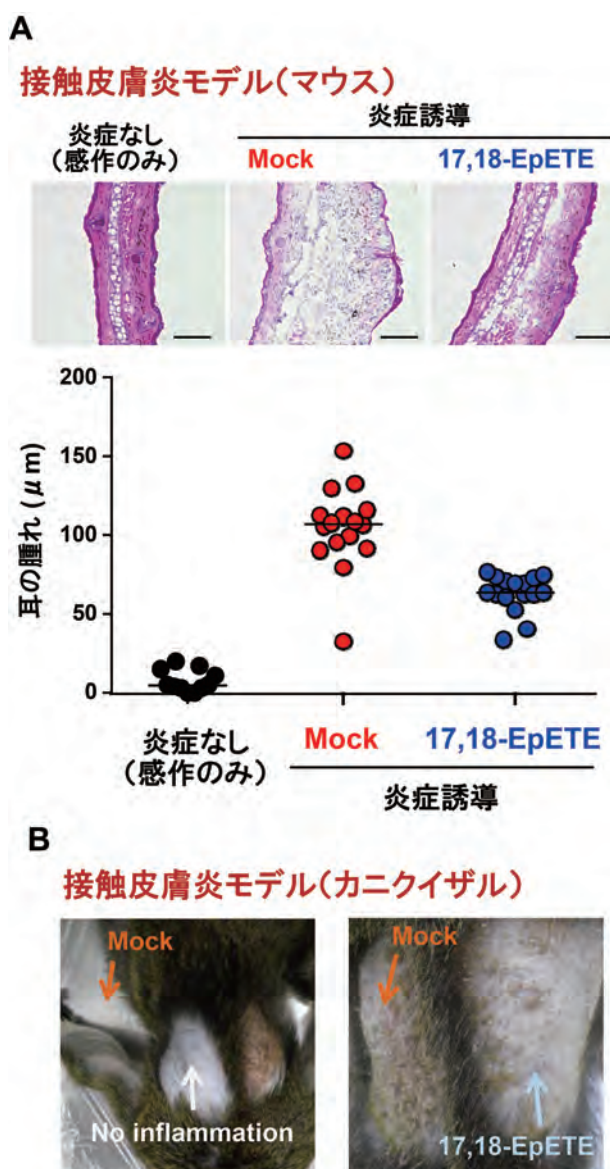 A
接触皮膚炎モデル(マウス)
炎症なし
(感作のみ)
炎症誘導
Mock
17,18-EpETE
耳の腫れ (μm)
200
150
100
50
0
炎症なし
(感作のみ)
Mock
17,18-EpETE
炎症誘導
B
接触皮膚炎モデル(カニクイザル)
Mock
No inflammation
Mock
17,18-EpETE